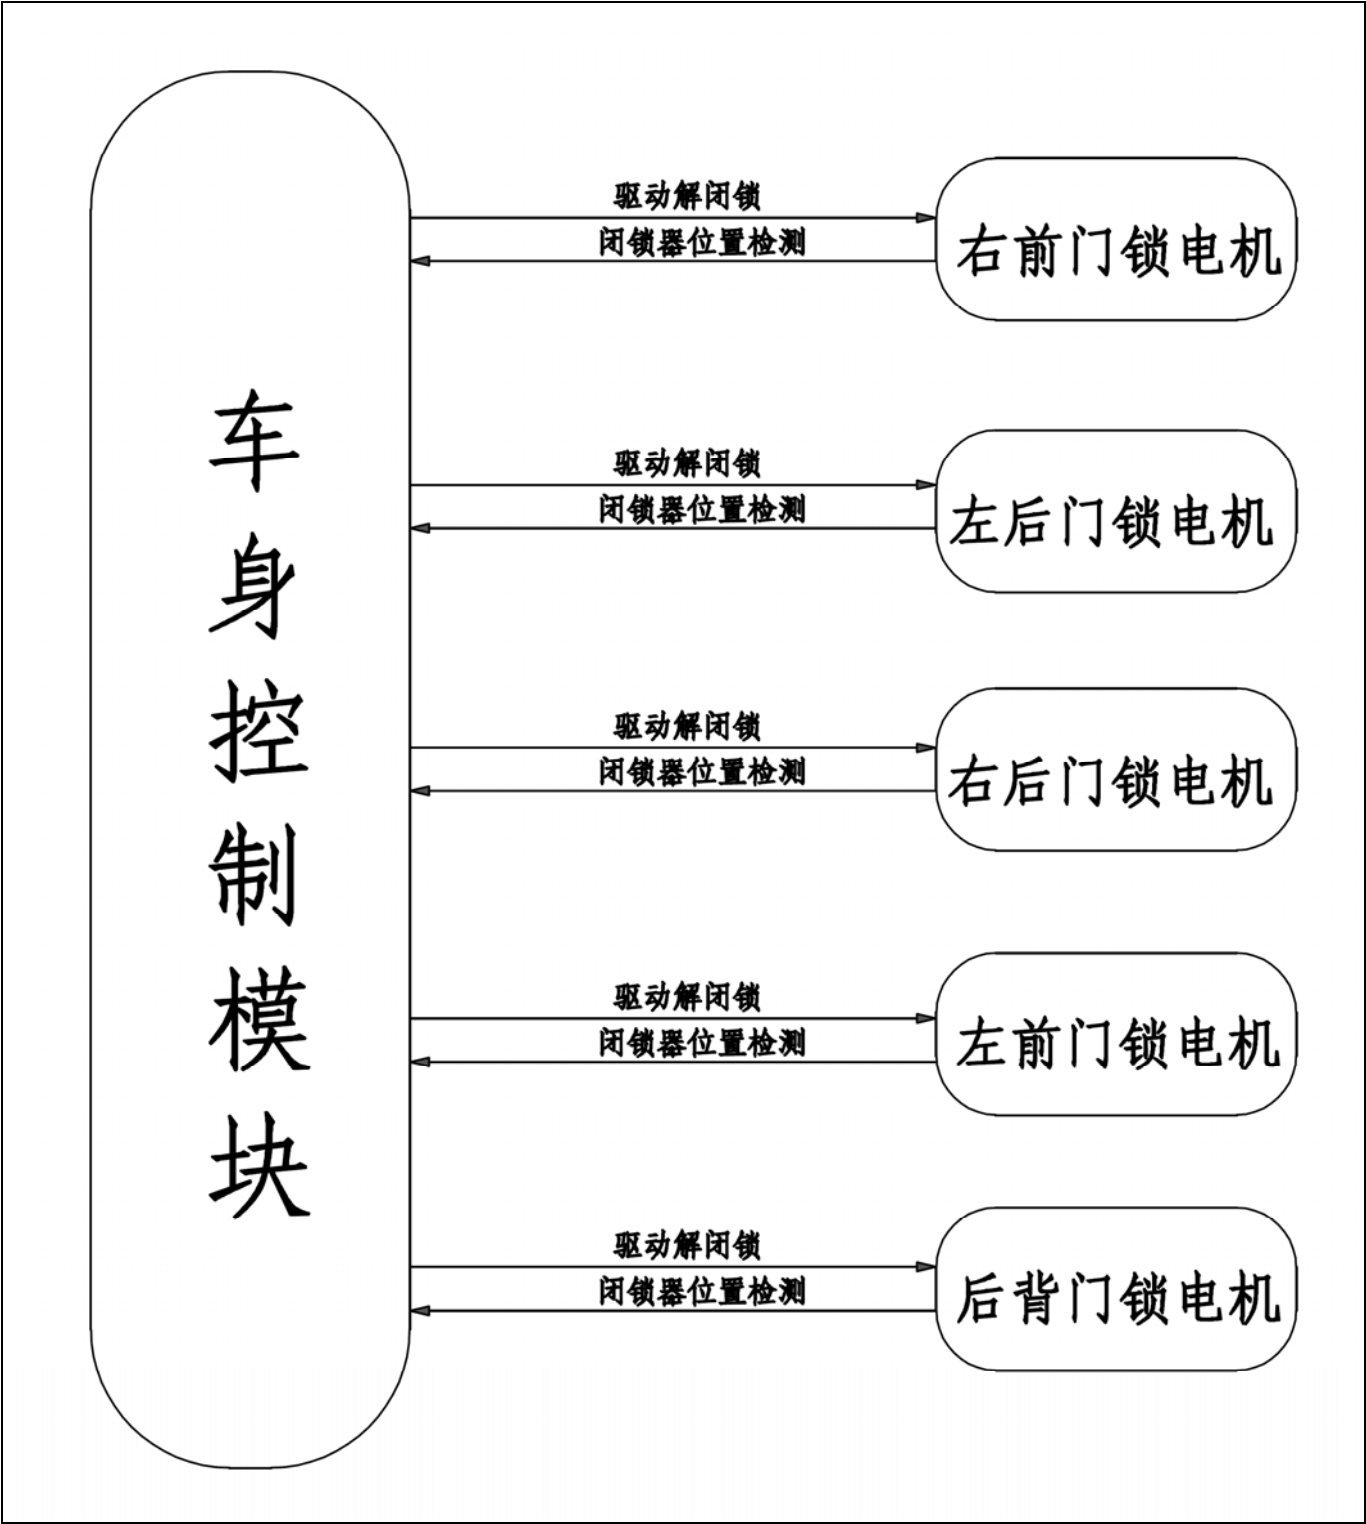 车身控制模块
驱动解闭锁
闭锁器位置检测
右前门锁电机
驱动解闭锁
闭锁器位置检测
左后门锁电机
驱动解闭锁
闭锁器位置检测
右后门锁电机
驱动解闭锁
闭锁器位置检测
左前门锁电机
驱动解闭锁
闭锁器位置检测
后背门锁电机